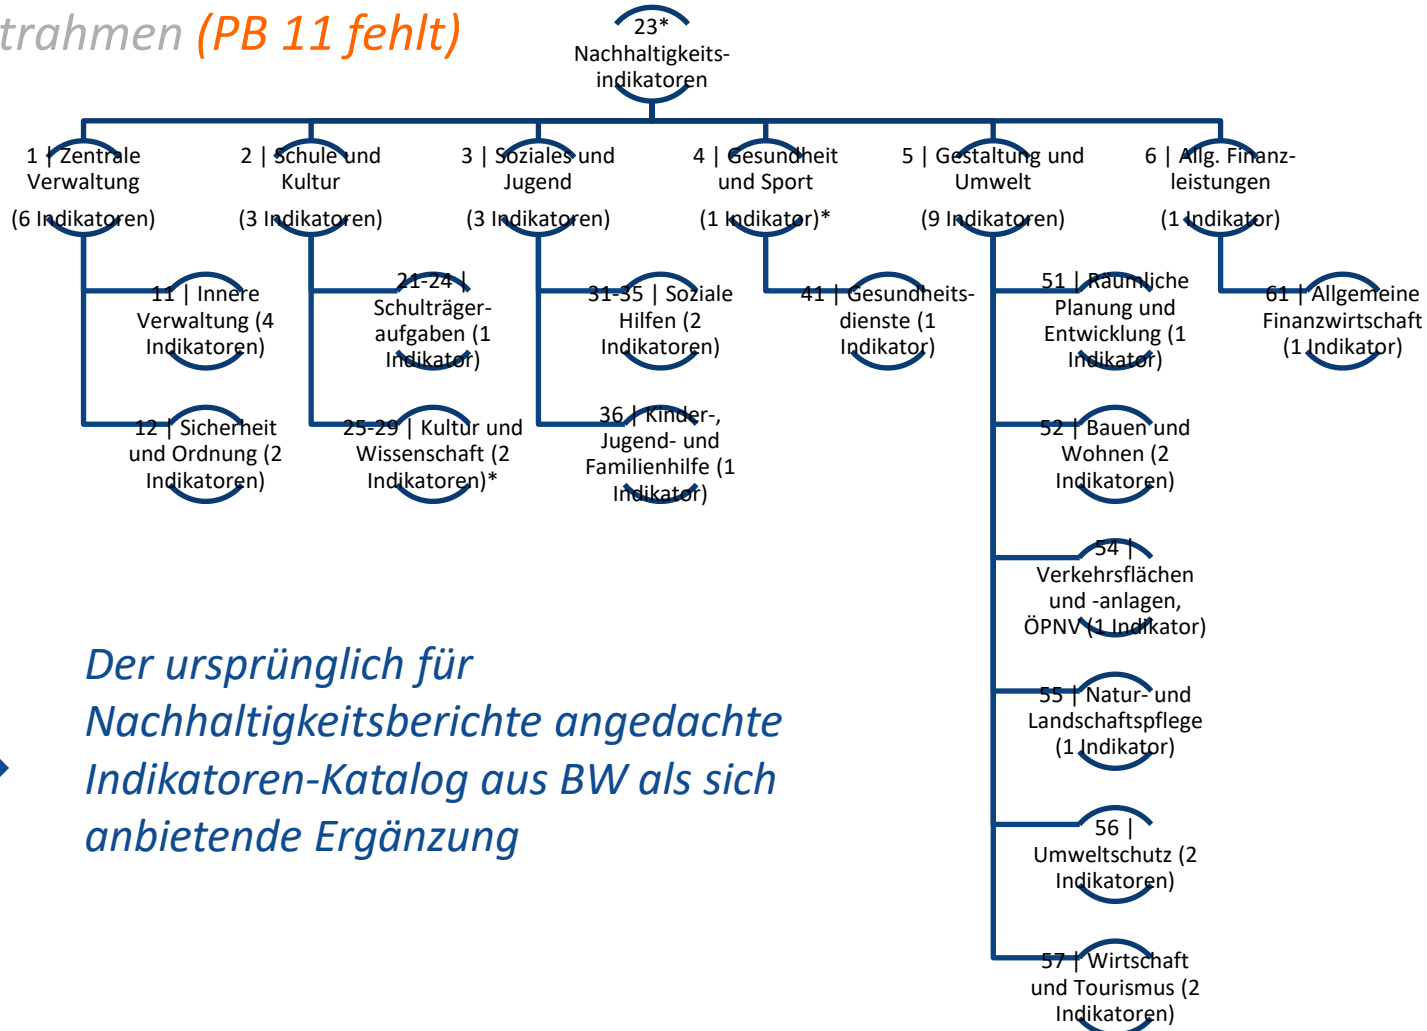 trahmen (PB 11 fehlt)
23*
Nachhaltigkeits-
indikatoren
1 | Zentrale
Verwaltung
(6 Indikatoren)
2 | Schule und
Kultur
(3 Indikatoren)
3 | Soziales und
Jugend
(3 Indikatoren)
4 | Gesundheit
und Sport
(1 Indikator)*
5 | Gestaltung und
Umwelt
(9 Indikatoren)
6 | Allg. Finanz-
leistungen
(1 Indikator)
11 | Innere
Verwaltung (4
Indikatoren)
12 | Sicherheit
und Ordnung (2
Indikatoren)
21-24 |
Schulträger-
aufgaben (1
Indikator)
25-29 | Kultur und
Wissenschaft (2
Indikatoren)*
31-35 | Soziale
Hilfen (2
Indikatoren)
36 | Kinder-,
Jugend- und
Familienhilfe (1
Indikator)
41 | Gesundheits-
dienste (1
Indikator)
51 | Räumliche
Planung und
Entwicklung (1
Indikator)
52 | Bauen und
Wohnen (2
Indikatoren)
54 |
Verkehrsflächen
und -anlagen,
ÖPNV (1 Indikator)
55 | Natur- und
Landschaftspflege
(1 Indikator)
56 |
Umweltschutz (2
Indikatoren)
57 | Wirtschaft
und Tourismus (2
Indikatoren)
61 | Allgemeine
Finanzwirtschaft
(1 Indikator)
Der ursprünglich für
Nachhaltigkeitsberichte angedachte
Indikatoren-Katalog aus BW als sich
anbietende Ergänzung